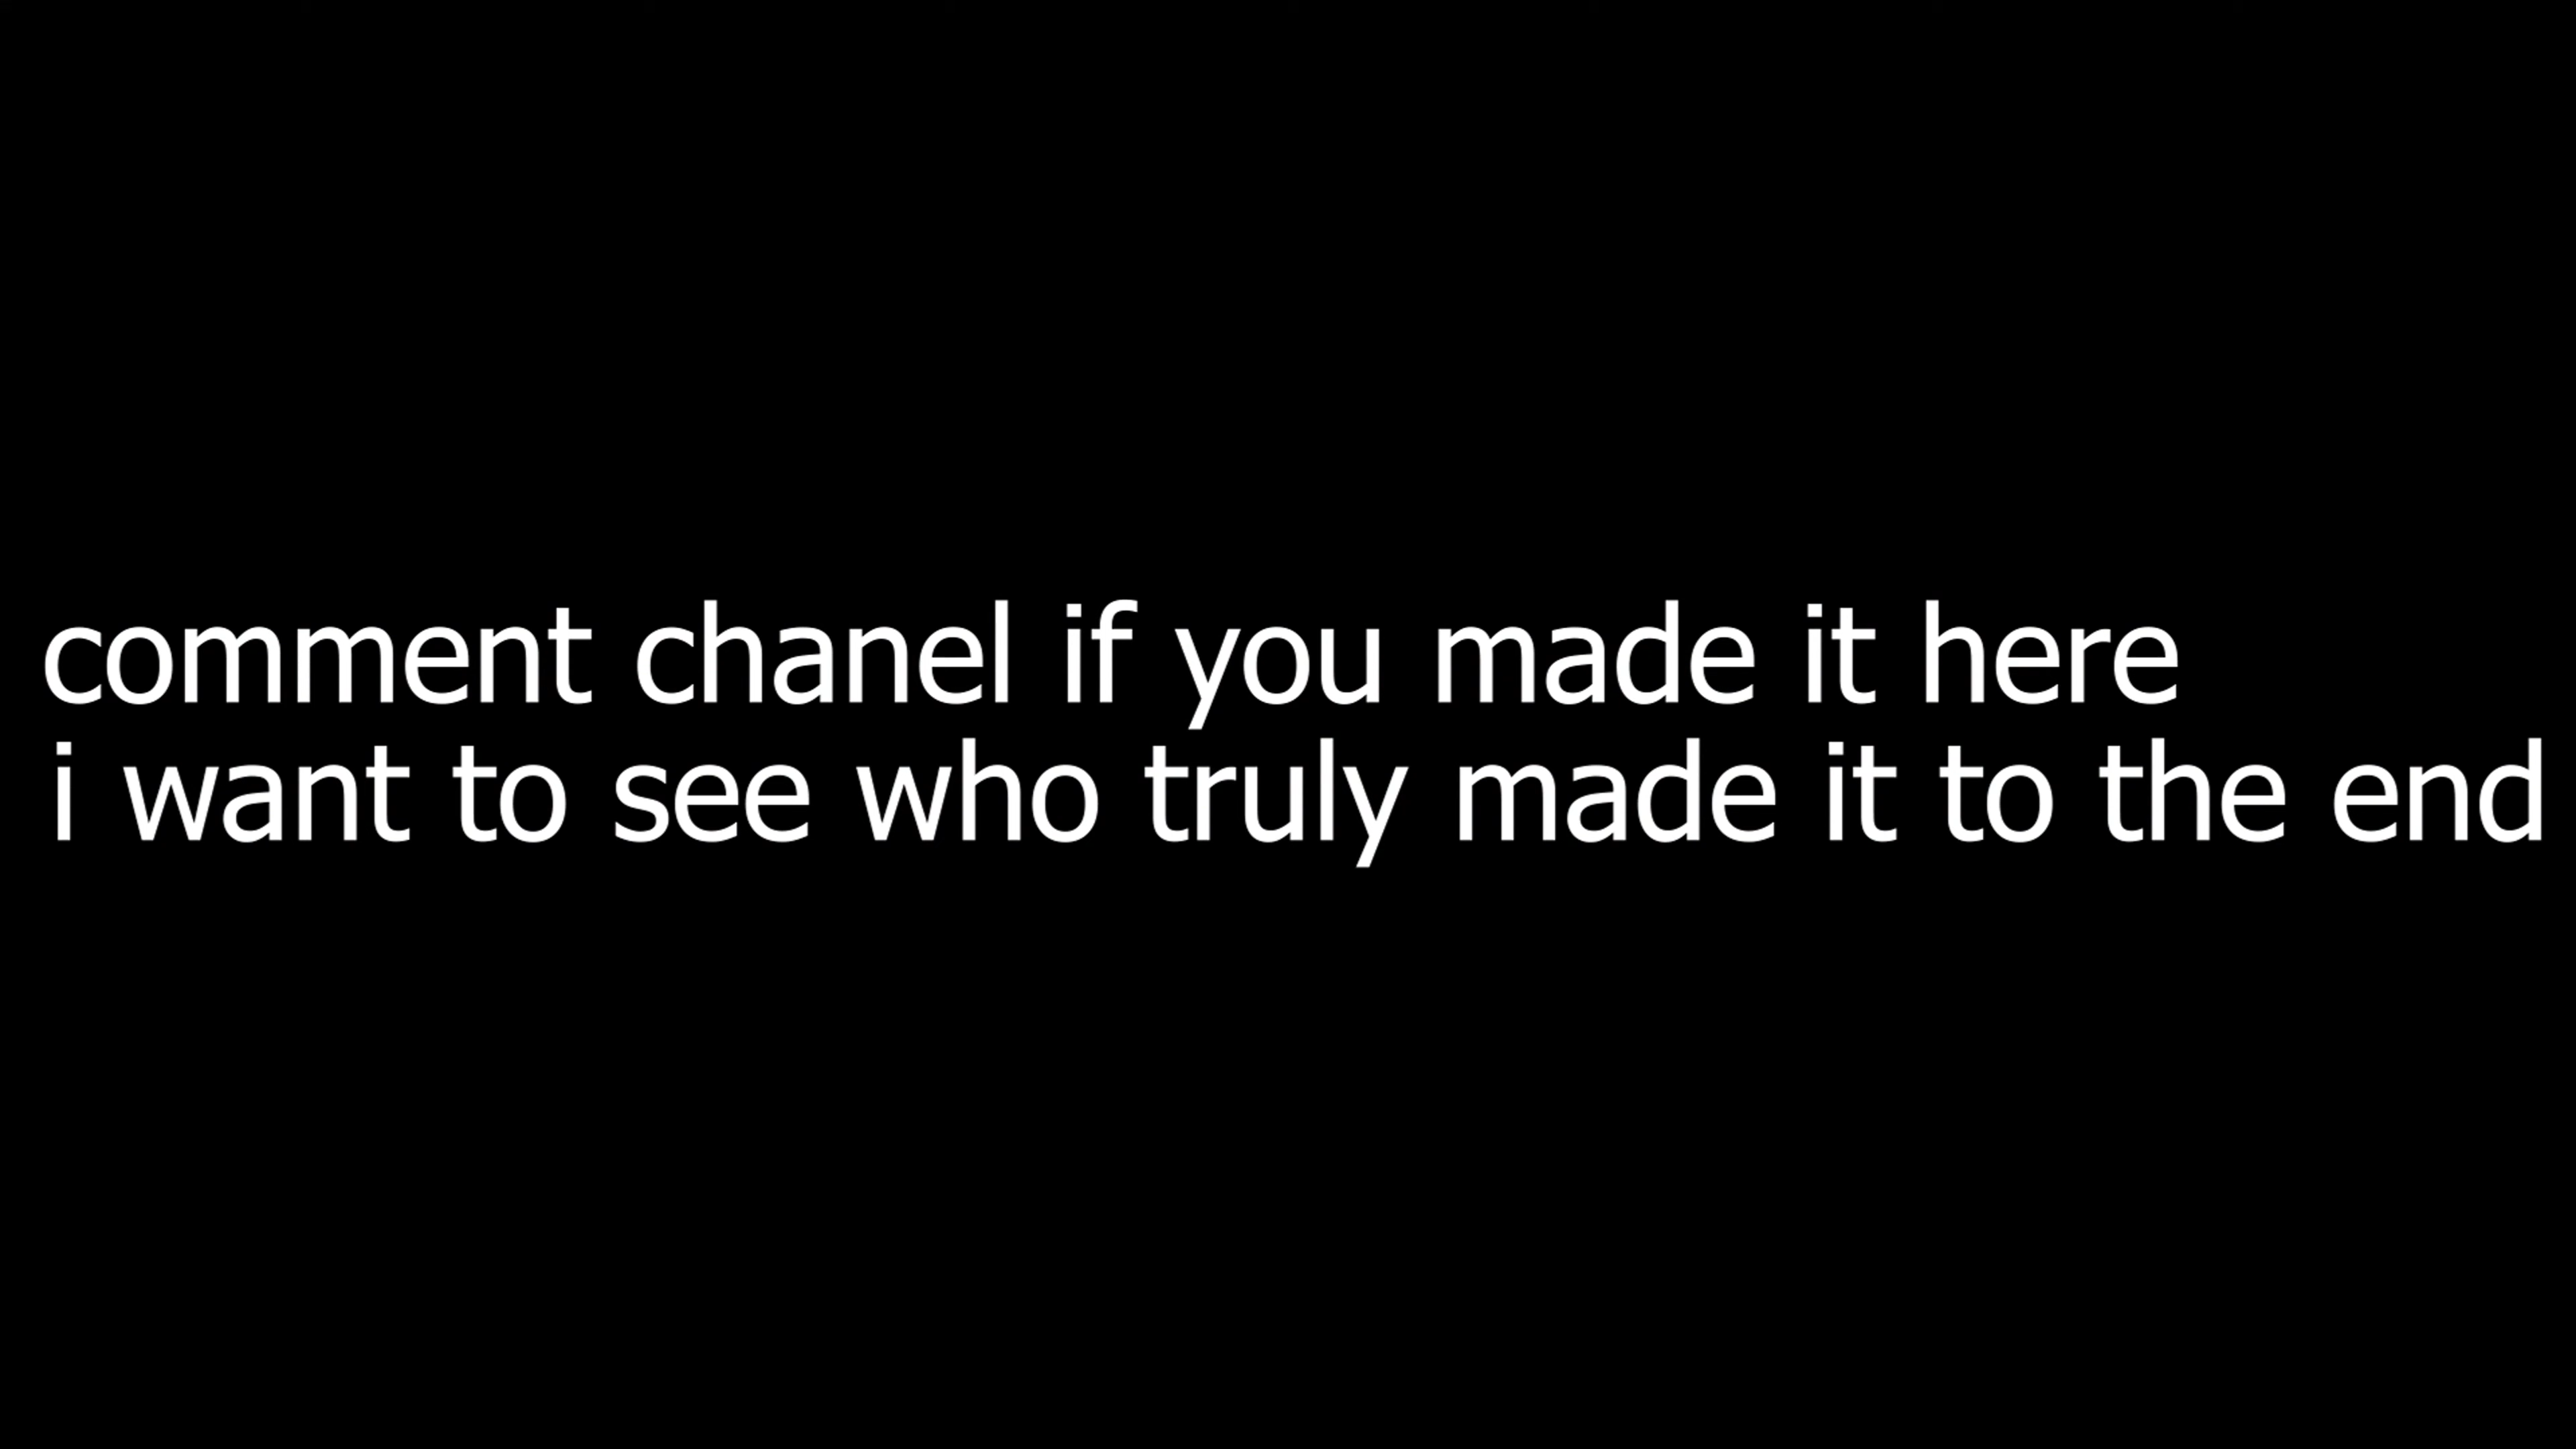 comment chanel if you made it here
i want to see who truly made it to the end